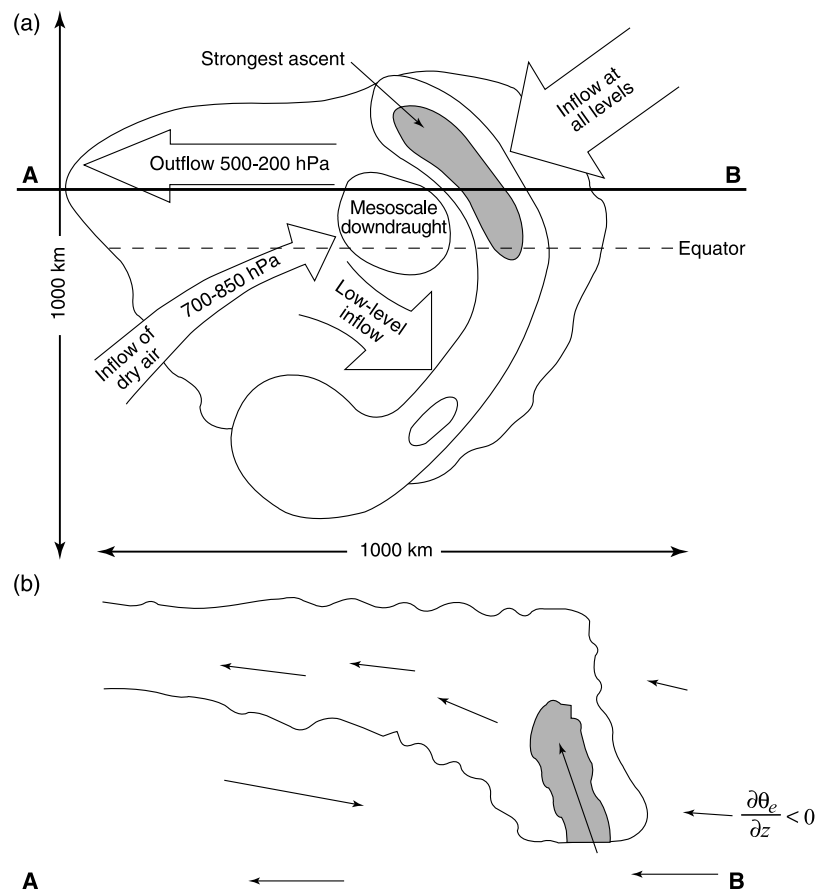 (a)
Strongest ascent
Inflow at
all levels
Outflow 500-200 hPa
A
B
Mesoscale
downdraught
Equator
1000 km
700-850 hPa
Inflow of
dry air
Low-level
inflow
1000 km
(b)
∂θe/∂z < 0
A
B